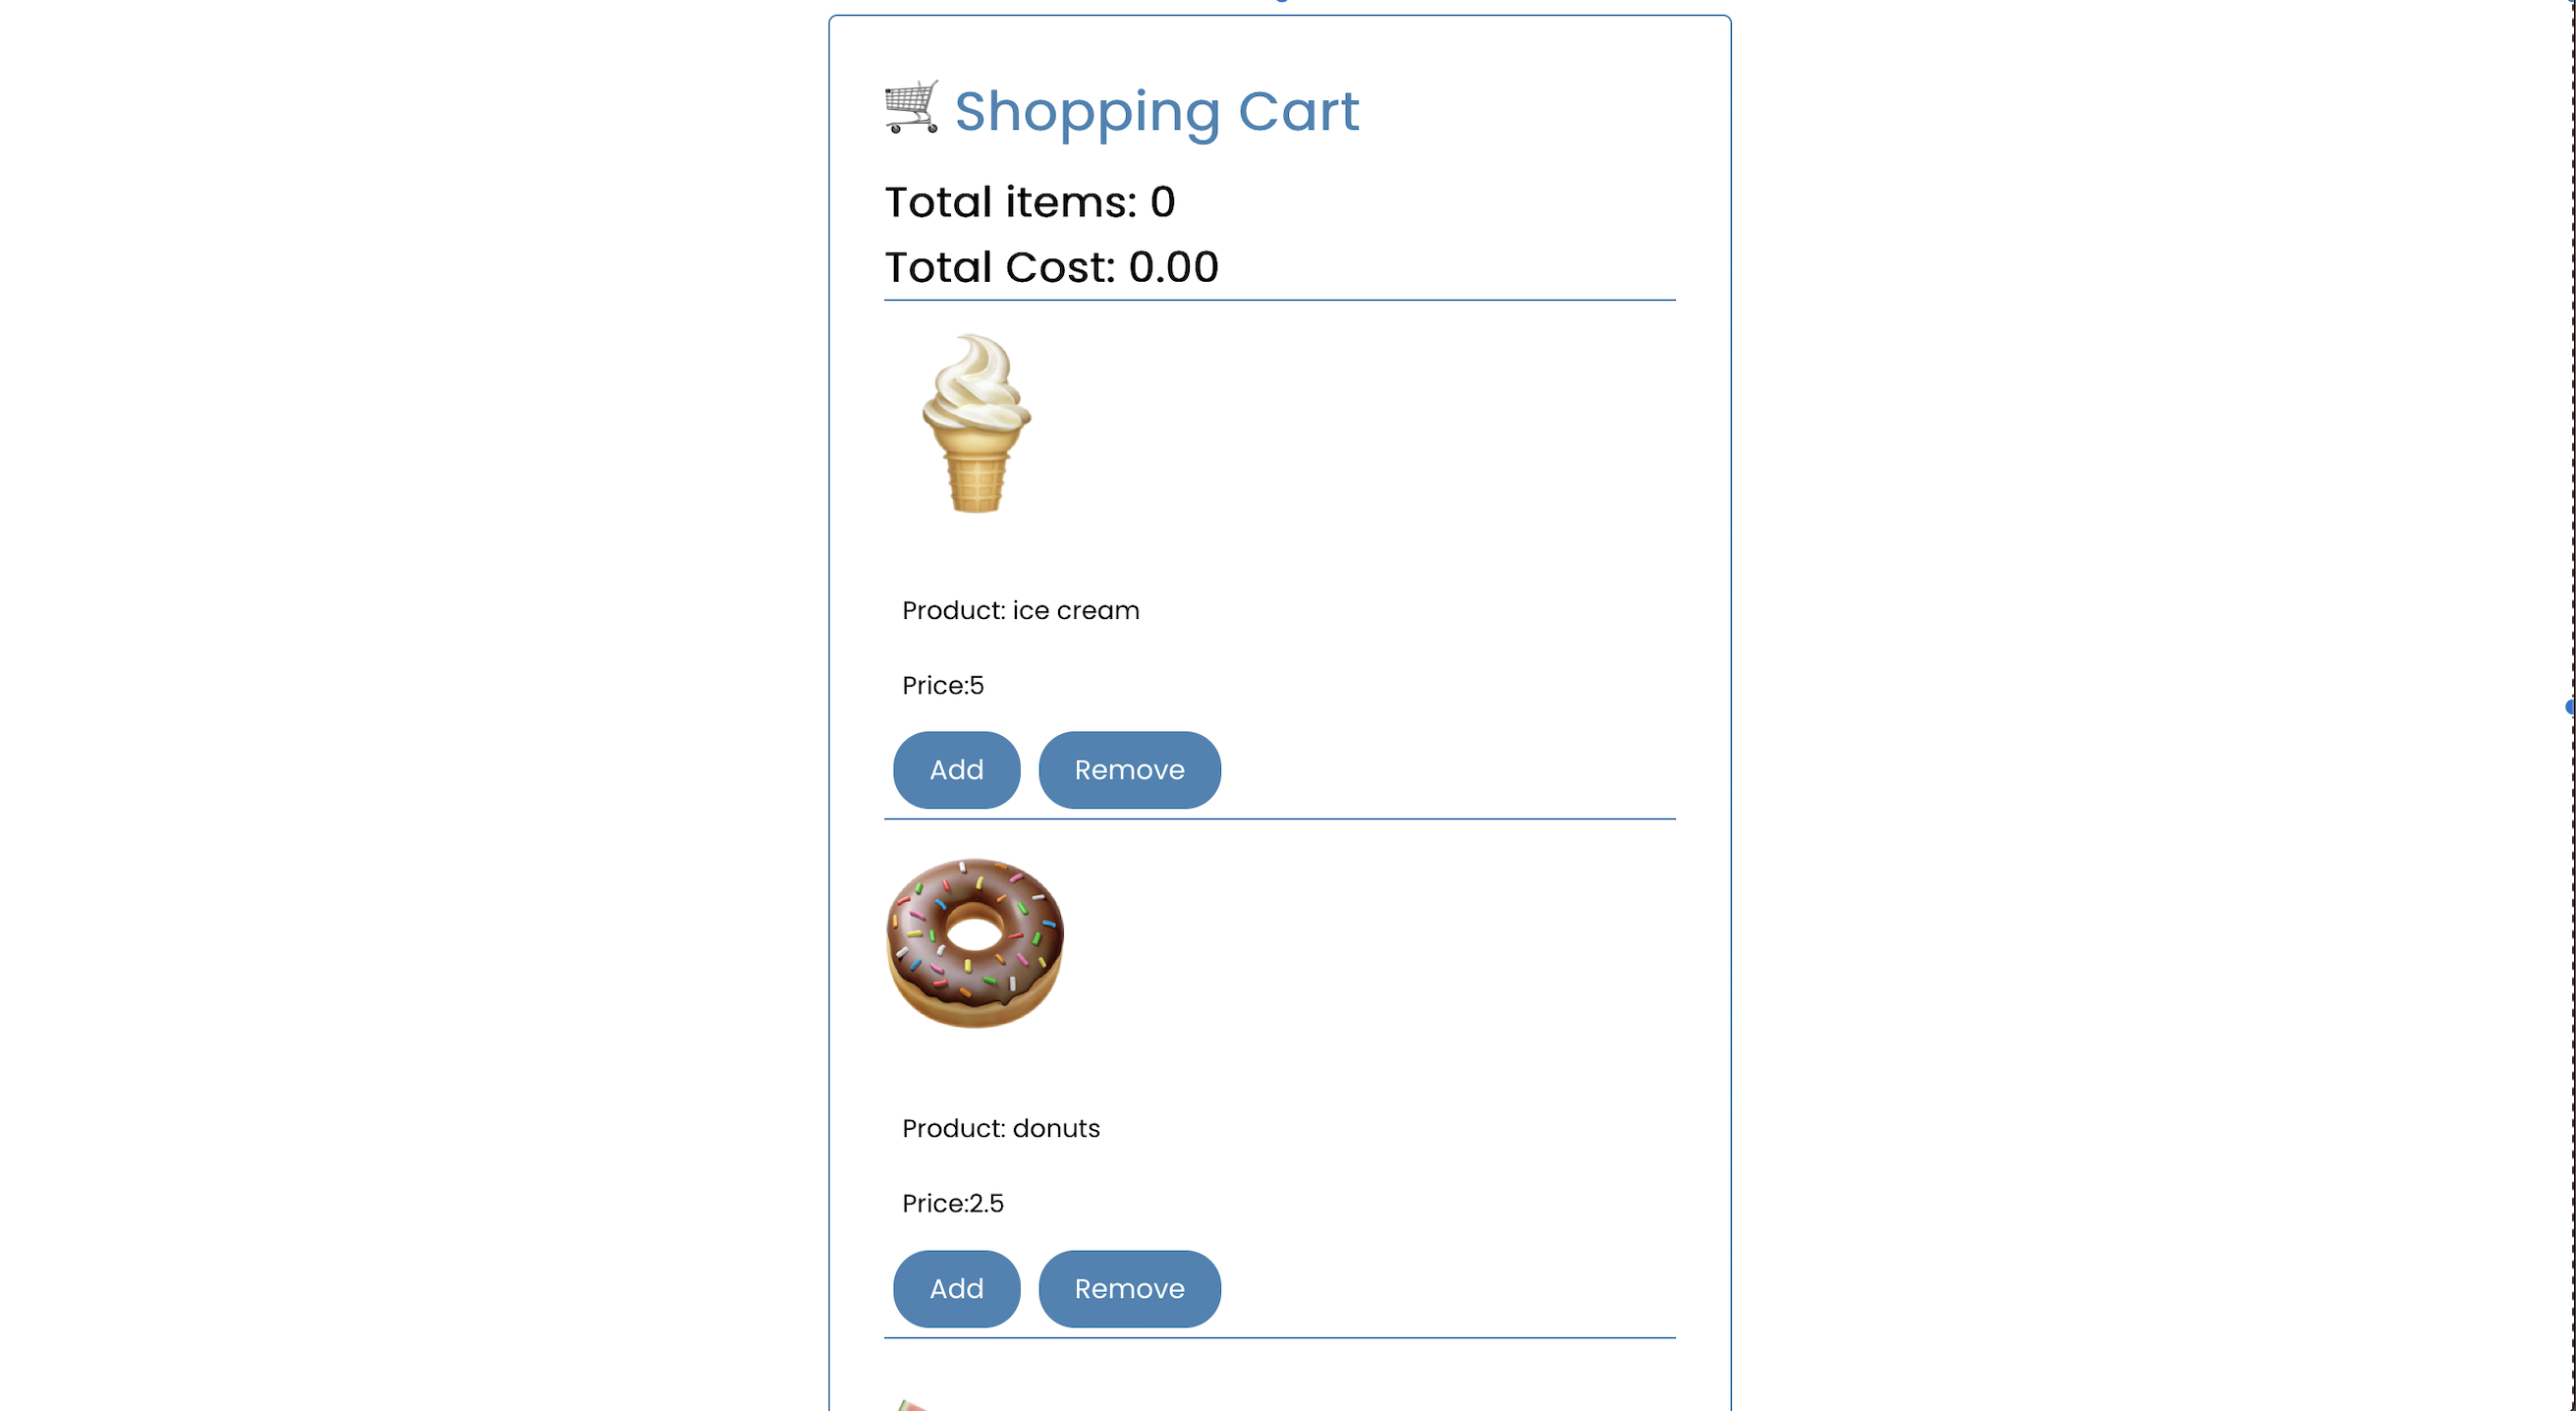 Shopping Cart
Total items: 0
Total Cost: 0.00
Product: ice cream
Price:5
Add Remove
Product: donuts
Price:2.5
Add Remove